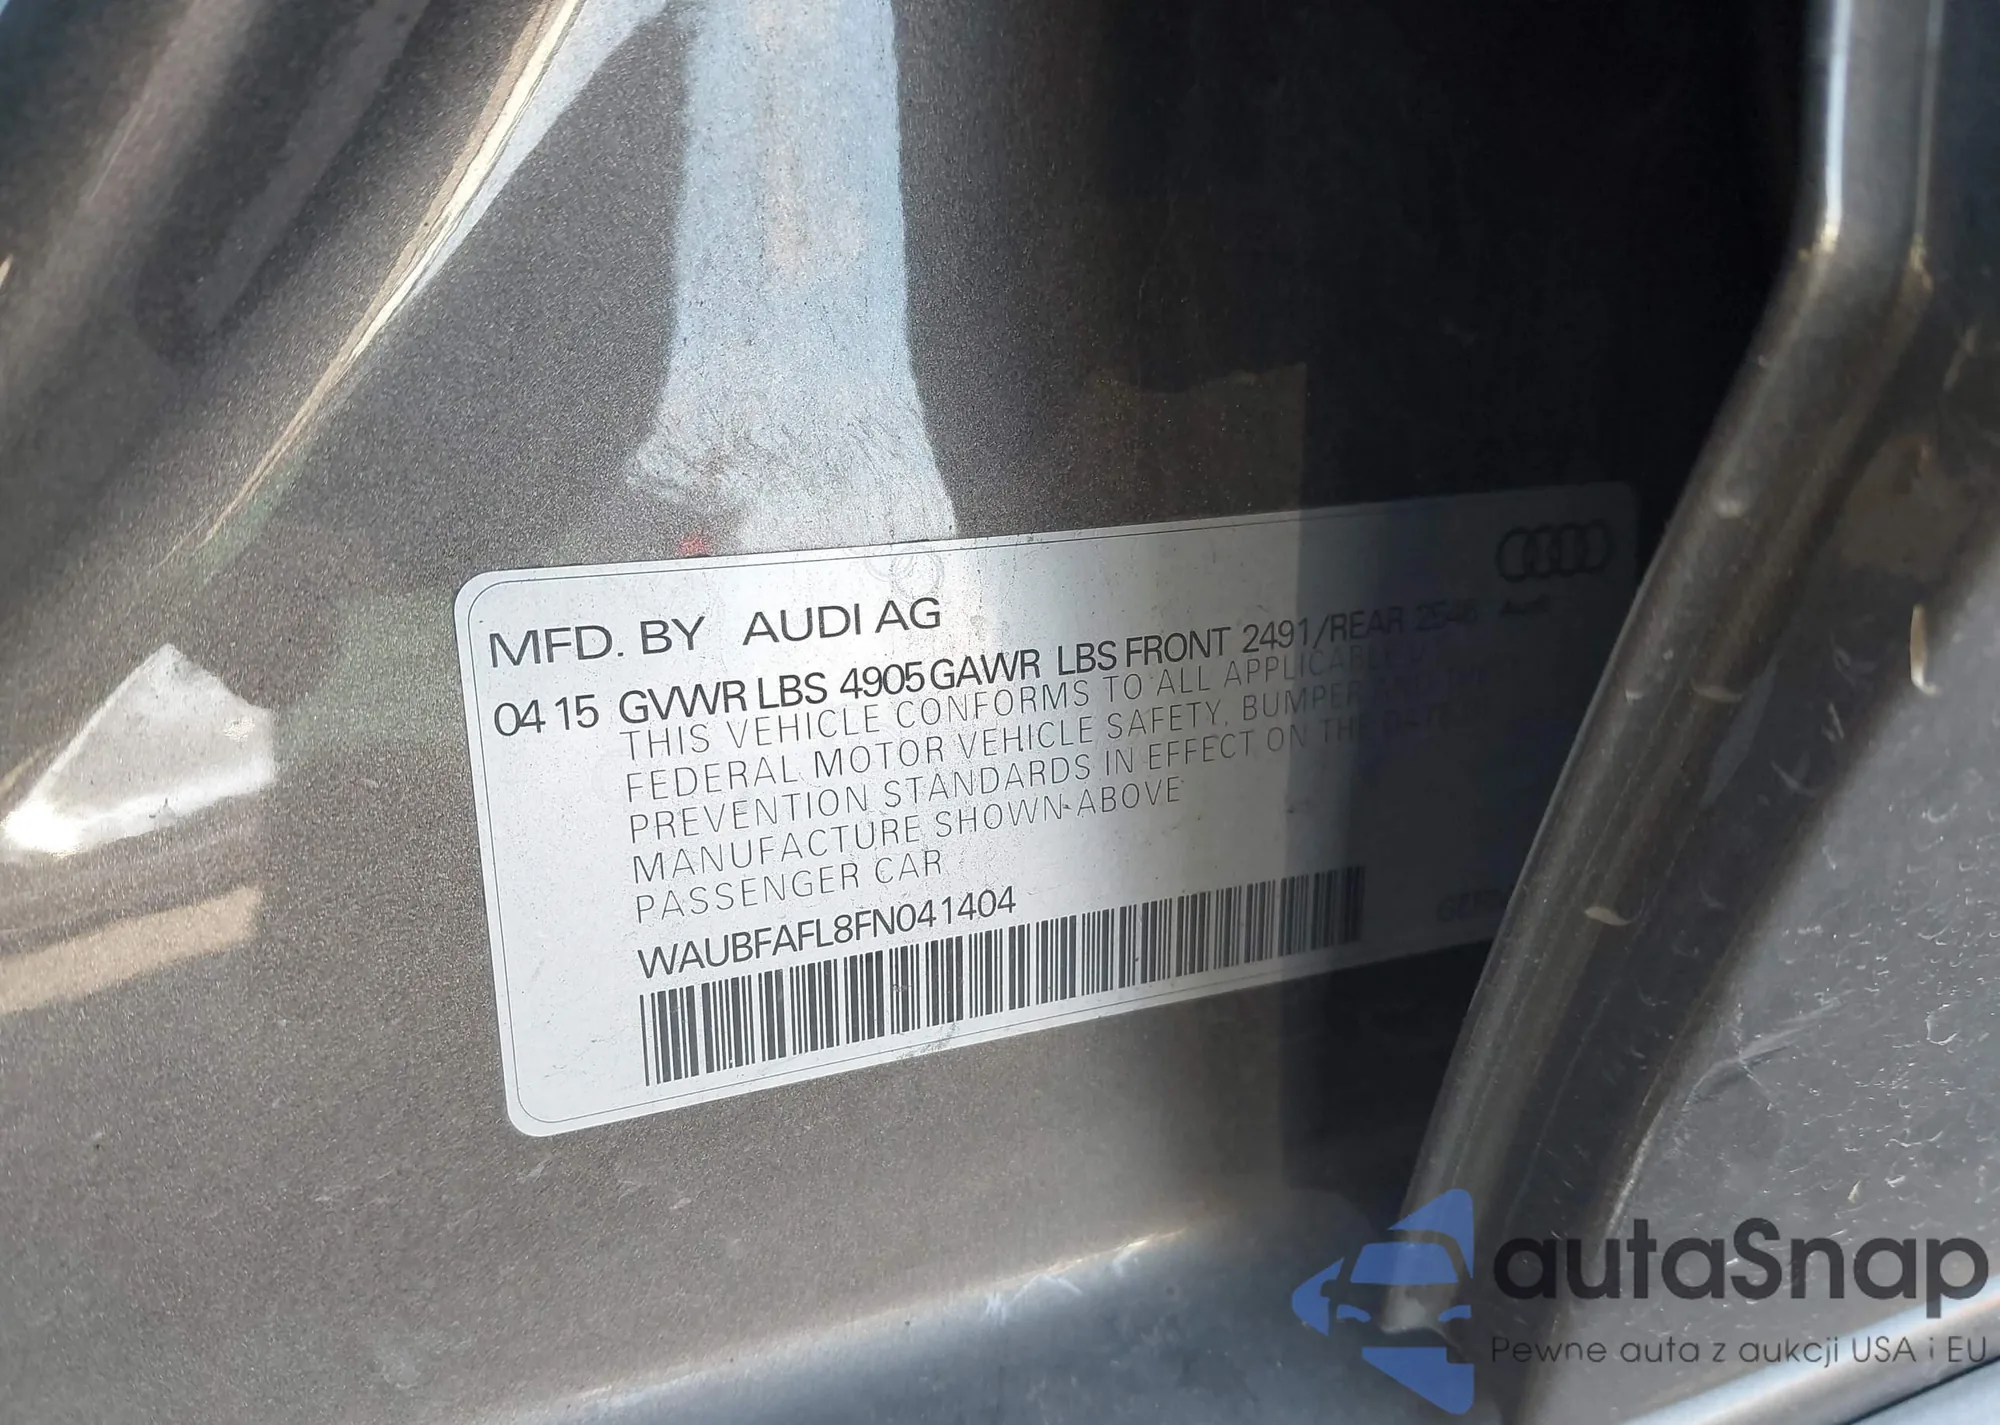 MFD. BY AUDI AG
04 15 GVWR LBS 4905 GAWR LBS FRONT 2491/REAR
Audi
THIS VEHICLE CONFORMS TO ALL APPLICABLE
FEDERAL MOTOR VEHICLE SAFETY, BUMPER
PREVENTION STANDARDS IN EFFECT ON THE
MANUFACTURE SHOWN ABOVE
PASSENGER CAR
WAUBFAFL8FN041404
autaSnap
Pewne auta z aukcji USA i EU